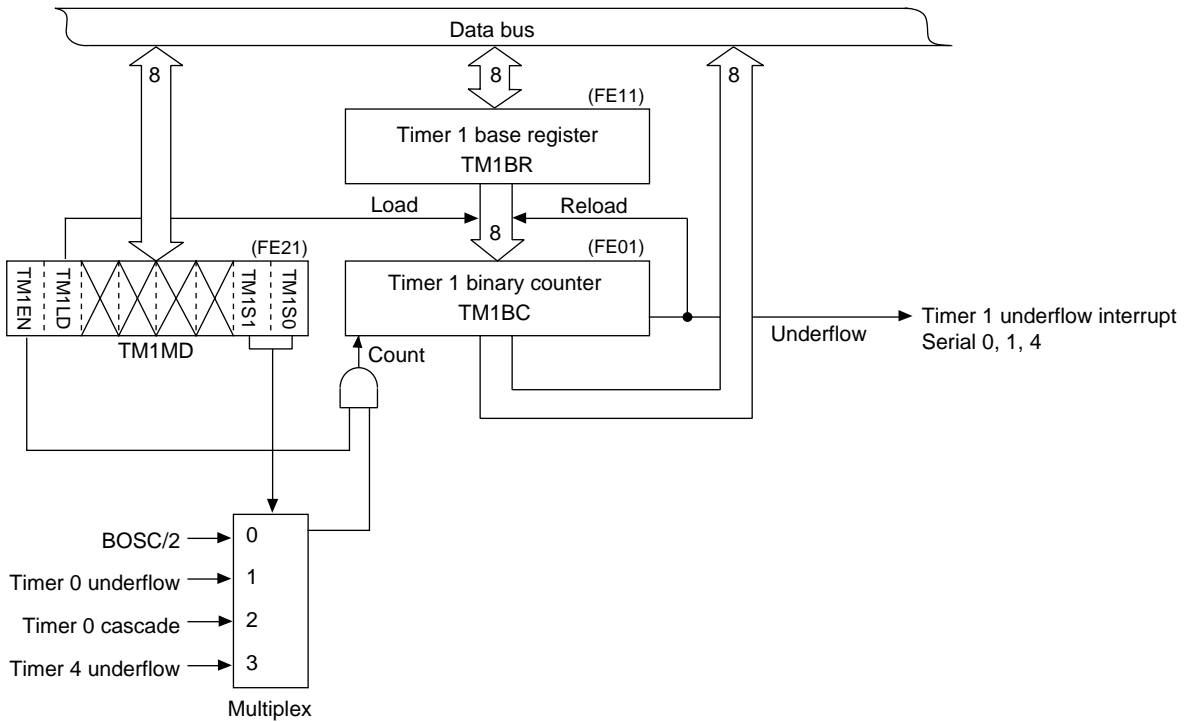 Data bus
8
8
8
(FE11)
Timer 1 base register
TM1BR
Load
Reload
8
(FE21)
(FE01)
TM1EN
TM1LD
TM1S1
TM1S0
Timer 1 binary counter
TM1BC
TM1MD
Count
Underflow
Timer 1 underflow interrupt
Serial 0, 1, 4
BOSC/2
0
Timer 0 underflow
1
Timer 0 cascade
2
Timer 4 underflow
3
Multiplex